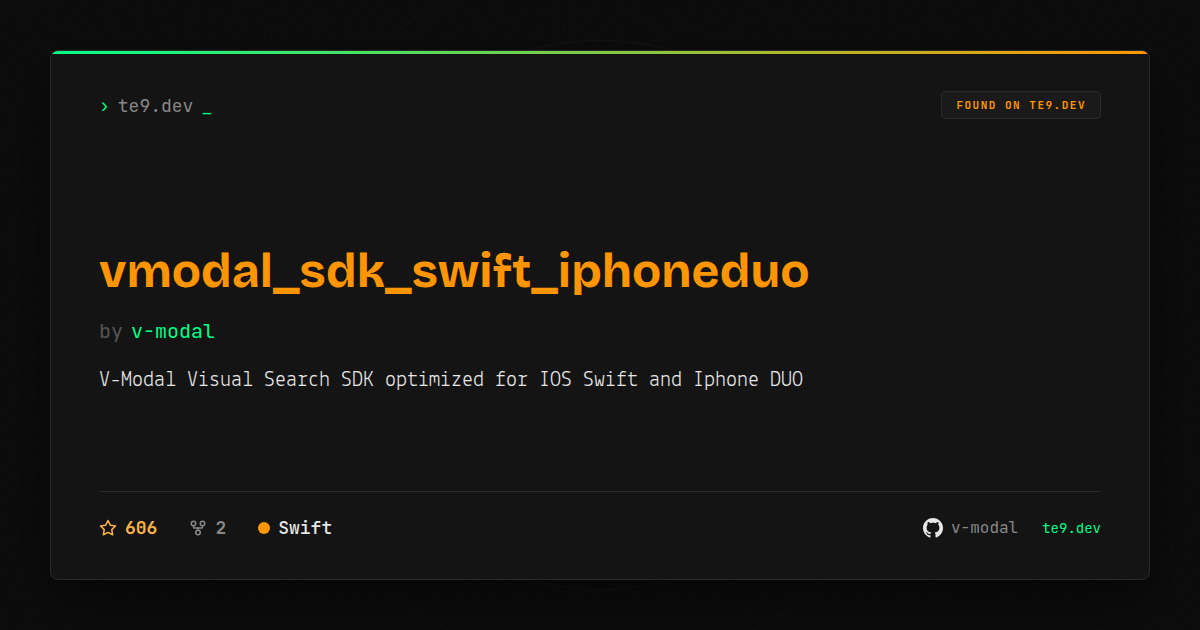 › te9.dev _
FOUND ON TE9.DEV
vmodal_sdk_swift_iphoneduo
by v-modal
V-Modal Visual Search SDK optimized for IOS Swift and Iphone DUO
606 2 Swift
v-modal te9.dev